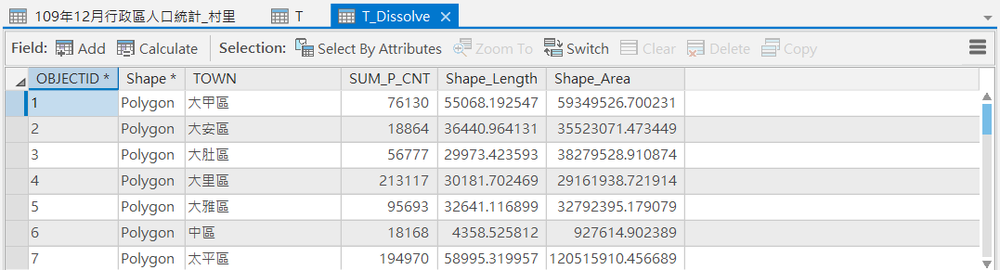 109年12月行政區人口統計_村里 T T_Dissolve
Field: Add Calculate Selection: Select By Attributes Zoom To Switch Clear Delete Copy
OBJECTID * Shape * TOWN SUM_P_CNT Shape_Length Shape_Area
1 Polygon 大甲區 76130 55068.192547 59349526.700231
2 Polygon 大安區 18864 36440.964131 35523071.473449
3 Polygon 大肚區 56777 29973.423593 38279528.910874
4 Polygon 大里區 213117 30181.702469 29161938.721914
5 Polygon 大雅區 95693 32641.116899 32792395.179079
6 Polygon 中區 18168 4358.525812 927614.902389
7 Polygon 太平區 194970 58995.319957 120515910.456689